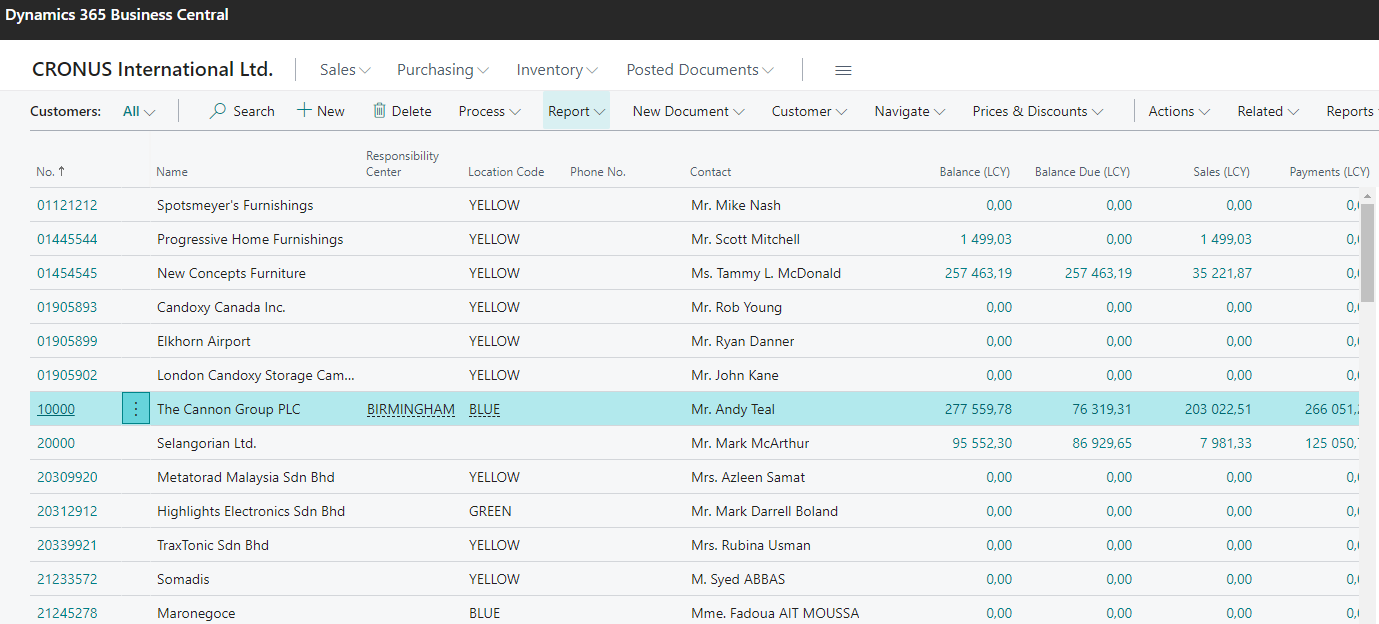 Dynamics 365 Business Central
CRONUS International Ltd. Sales Purchasing Inventory Posted Documents
Customers: All Search New Delete Process Report New Document Customer Navigate Prices & Discounts Actions Related Reports
No. ↑ Name Responsibility Center Location Code Phone No. Contact Balance (LCY) Balance Due (LCY) Sales (LCY) Payments (LCY)
01121212 Spotsmeyer's Furnishings YELLOW Mr. Mike Nash 0,00 0,00 0,00
01445544 Progressive Home Furnishings YELLOW Mr. Scott Mitchell 1 499,03 0,00 1 499,03
01454545 New Concepts Furniture YELLOW Ms. Tammy L. McDonald 257 463,19 257 463,19 35 221,87
01905893 Candoxy Canada Inc. YELLOW Mr. Rob Young 0,00 0,00 0,00
01905899 Elkhorn Airport YELLOW Mr. Ryan Danner 0,00 0,00 0,00
01905902 London Candoxy Storage Cam... YELLOW Mr. John Kane 0,00 0,00 0,00
10000 The Cannon Group PLC BIRMINGHAM BLUE Mr. Andy Teal 277 559,78 76 319,31 203 022,51
20000 Selangorian Ltd. Mr. Mark McArthur 95 552,30 86 929,65 7 981,33
20309920 Metatorad Malaysia Sdn Bhd YELLOW Mrs. Azleen Samat 0,00 0,00 0,00
20312912 Highlights Electronics Sdn Bhd GREEN Mr. Mark Darrell Boland 0,00 0,00 0,00
20339921 TraxTonic Sdn Bhd YELLOW Mrs. Rubina Usman 0,00 0,00 0,00
21233572 Somadis YELLOW M. Syed ABBAS 0,00 0,00 0,00
21245278 Maronegoce BLUE Mme. Fadoua AIT MOUSSA 0,00 0,00 0,00